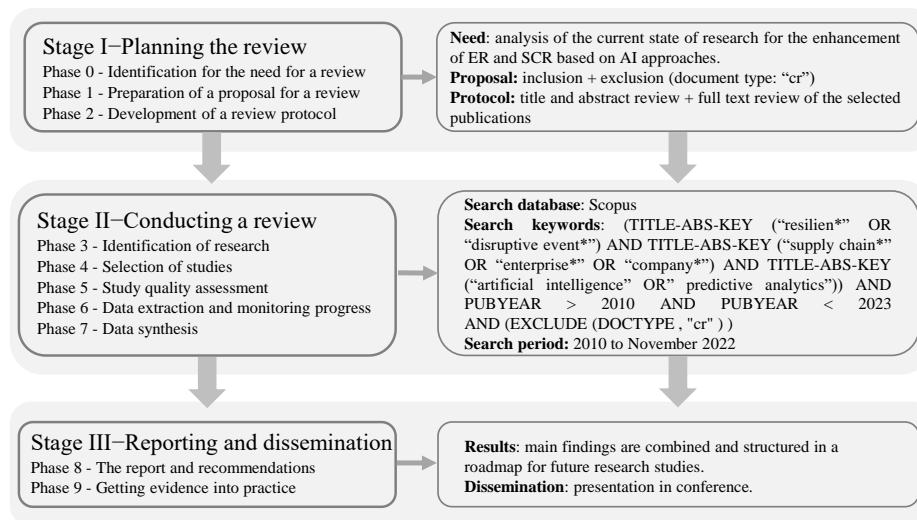 Stage I−Planning the review
Phase 0 - Identification for the need for a review
Phase 1 - Preparation of a proposal for a review
Phase 2 - Development of a review protocol
Need: analysis of the current state of research for the enhancement
of ER and SCR based on AI approaches.
Proposal: inclusion + exclusion (document type: “cr”)
Protocol: title and abstract review + full text review of the selected
publications
Stage II−Conducting a review
Phase 3 - Identification of research
Phase 4 - Selection of studies
Phase 5 - Study quality assessment
Phase 6 - Data extraction and monitoring progress
Phase 7 - Data synthesis
Search database: Scopus
Search keywords: (TITLE-ABS-KEY (“resilien*” OR
“disruptive event*”) AND TITLE-ABS-KEY (“supply chain*”
OR “enterprise*” OR “company*”) AND TITLE-ABS-KEY
(“artificial intelligence” OR” predictive analytics”)) AND
PUBYEAR > 2010 AND PUBYEAR < 2023
AND (EXCLUDE (DOCTYPE , "cr" ) )
Search period: 2010 to November 2022
Stage III−Reporting and dissemination
Phase 8 - The report and recommendations
Phase 9 - Getting evidence into practice
Results: main findings are combined and structured in a
roadmap for future research studies.
Dissemination: presentation in conference.